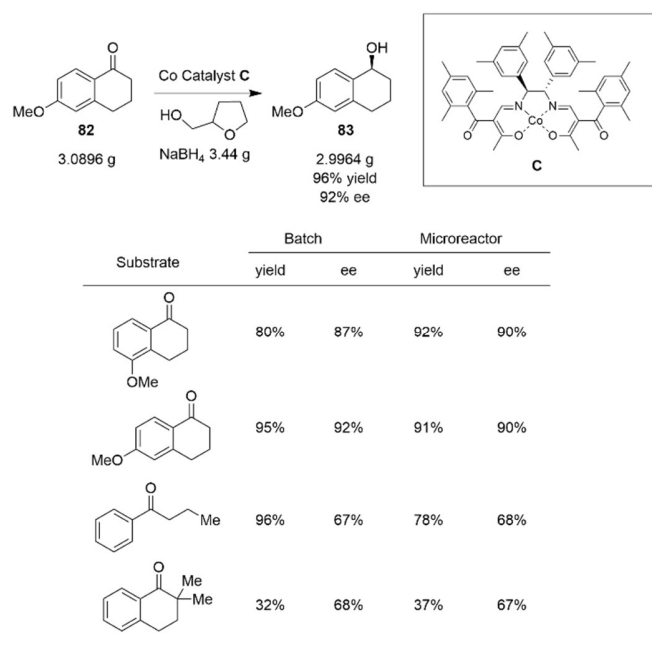 O
MeO
82
3.0896 g
Co Catalyst C
HO
O
NaBH4 3.44 g
OH
MeO
83
2.9964 g
96% yield
92% ee
N N
Co
O O O O
C
Batch Microreactor
Substrate
yield ee yield ee
O
OMe
80% 87% 92% 90%
O
MeO
95% 92% 91% 90%
O
Me
96% 67% 78% 68%
O
Me
Me
32% 68% 37% 67%